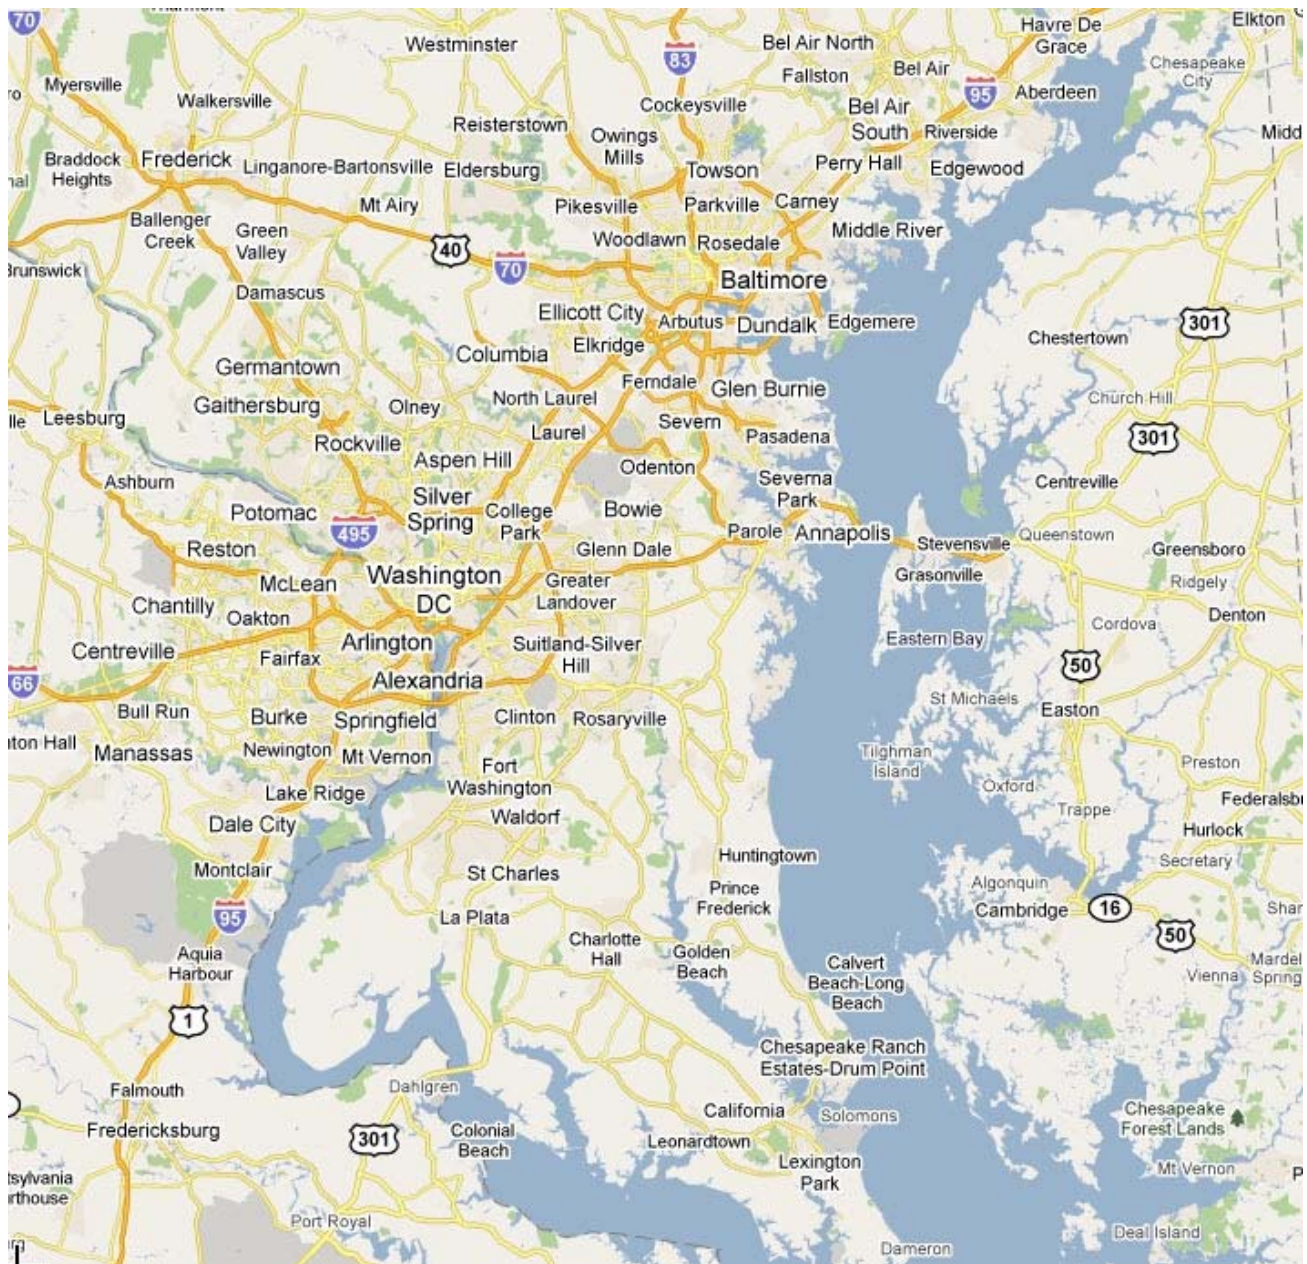 70
Westminster
83
Bel Air North
Havre De
Grace
Elkton
Myersville
Walkersville
Cockeysville
Fallston
Bel Air
95
Aberdeen
Chesapeake
City
Reisterstown
Owings
Mills
Bel Air
South
Riverside
Braddock
Heights
Frederick
Linganore-Bartonsville
Eldersburg
Towson
Perry Hall
Edgewood
Ballenger
Creek
Green
Valley
Mt Airy
Pikesville
Parkville
Carney
Middle River
Brunswick
40
70
Woodlawn
Rosedale
Baltimore
Damascus
Ellicott City
Arbutus
Dundalk
Edgemere
301
Chestertown
Columbia
Elkridge
Germantown
Ferndale
Glen Burnie
Gaithersburg
Olney
North Laurel
Church Hill
Leesburg
Rockville
Laurel
Severn
Pasadena
301
Aspen Hill
Odenton
Ashburn
Severna
Park
Centreville
Potomac
Silver
Spring
College
Park
Bowie
495
Parole
Annapolis
Stevensville
Queenstown
Reston
Glenn Dale
Greensboro
McLean
Washington
DC
Greater
Landover
Grasonville
Ridgely
Chantilly
Oakton
Cordova
Denton
Centreville
Fairfax
Arlington
Suitland-Silver
Hill
Eastern Bay
50
66
Alexandria
St Michaels
Bull Run
Burke
Springfield
Clinton
Rosaryville
Easton
nton Hall
Manassas
Newington
Mt Vernon
Tilghman
Island
Preston
Lake Ridge
Fort
Washington
Oxford
Federalsbu
Dale City
Waldorf
Trappe
Hurlock
Montclair
St Charles
Huntingtown
Secretary
95
La Plata
Prince
Frederick
Algonquin
Cambridge
16
50
Shar
Aquia
Harbour
Charlotte
Hall
Golden
Beach
Calvert
Beach-Long
Beach
Vienna
Mardel
Spring
1
Chesapeake Ranch
Estates-Drum Point
Falmouth
Dahlgren
California
Solomons
Chesapeake
Forest Lands
Fredericksburg
301
Colonial
Beach
Leonardtown
Lexington
Park
Mt Vernon
tsylvania
urthouse
Port Royal
Dameron
Deal Island